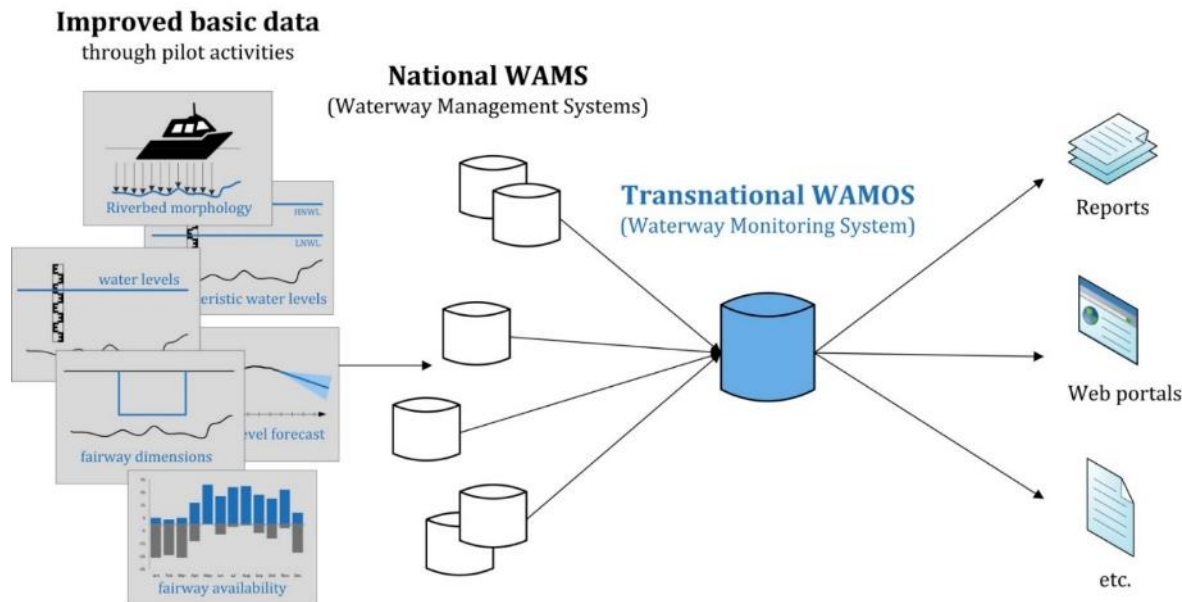 Improved basic data
through pilot activities
National WAMS
(Waterway Management Systems)
Riverbed morphology
HNWL
LNWL
water levels
eristic water levels
evel forecast
fairway dimensions
fairway availability
Transnational WAMOS
(Waterway Monitoring System)
Reports
Web portals
etc.